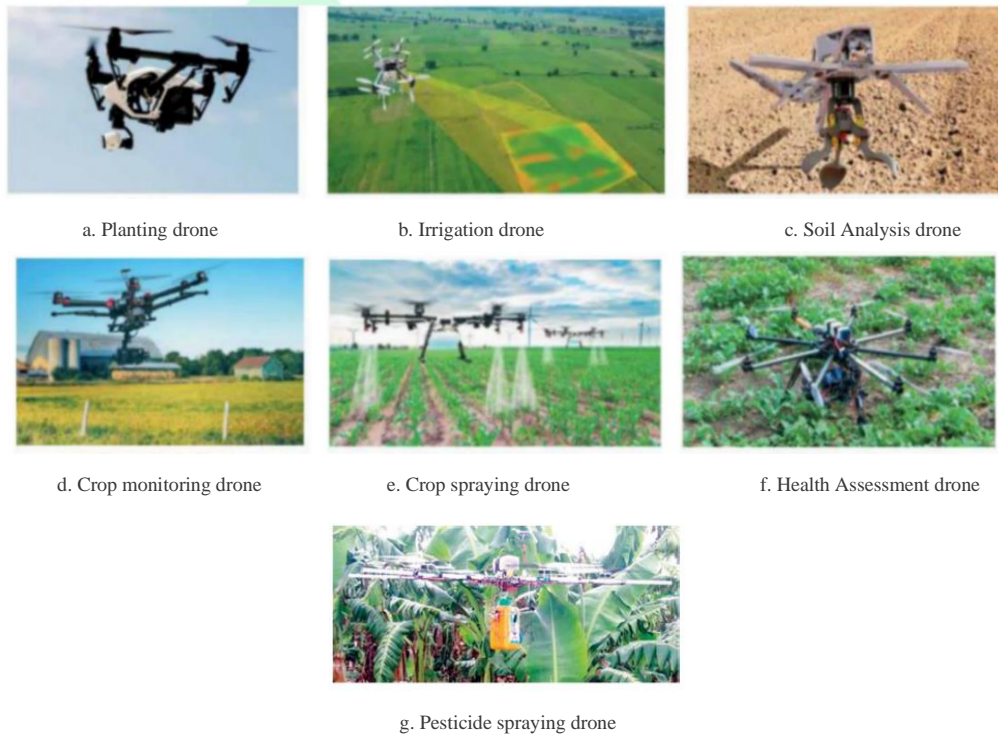 a. Planting drone
b. Irrigation drone
c. Soil Analysis drone
d. Crop monitoring drone
e. Crop spraying drone
f. Health Assessment drone
g. Pesticide spraying drone